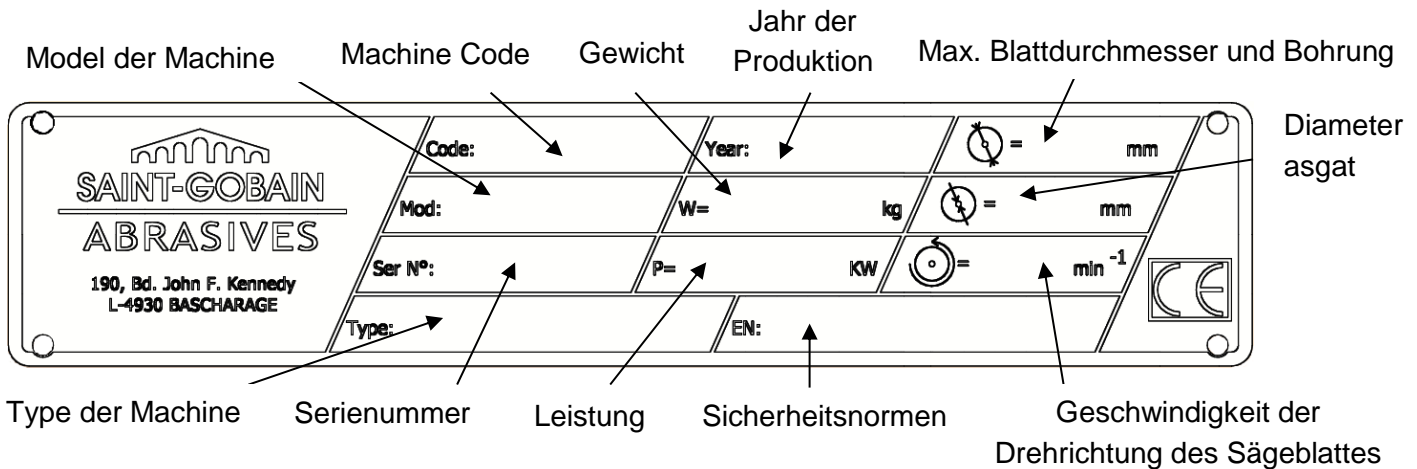 Jahr der
Produktion
Model der Machine
Machine Code
Gewicht
Max. Blattdurchmesser und Bohrung
Diameter
asgat
SAINT-GOBAIN
ABRASIVES
190, Bd. John F. Kennedy
L-4930 BASCHARAGE
Code:
Year:
= mm
Mod:
W= kg
= mm
Ser N°:
P= KW
= min -1
Type:
EN:
CE
Type der Machine
Serienummer
Leistung
Sicherheitsnormen
Geschwindigkeit der
Drehrichtung des Sägeblattes